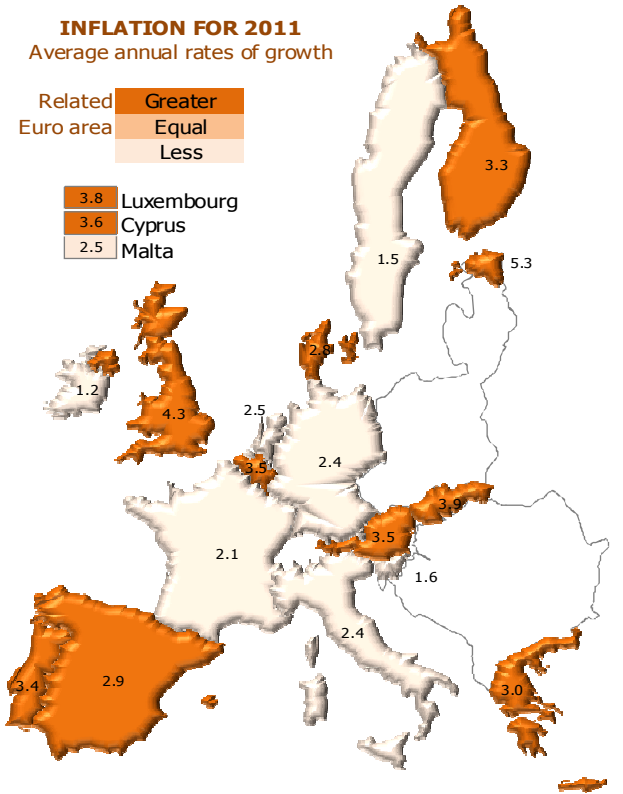 INFLATION FOR 2011
Average annual rates of growth
Related Greater
Euro area Equal
Less
3.8 Luxembourg
3.6 Cyprus
2.5 Malta
3.3
5.3
1.5
2.8
1.2
4.3
2.5
3.5
2.4
3.9
3.5
2.1
1.6
2.4
3.4
2.9
3.0